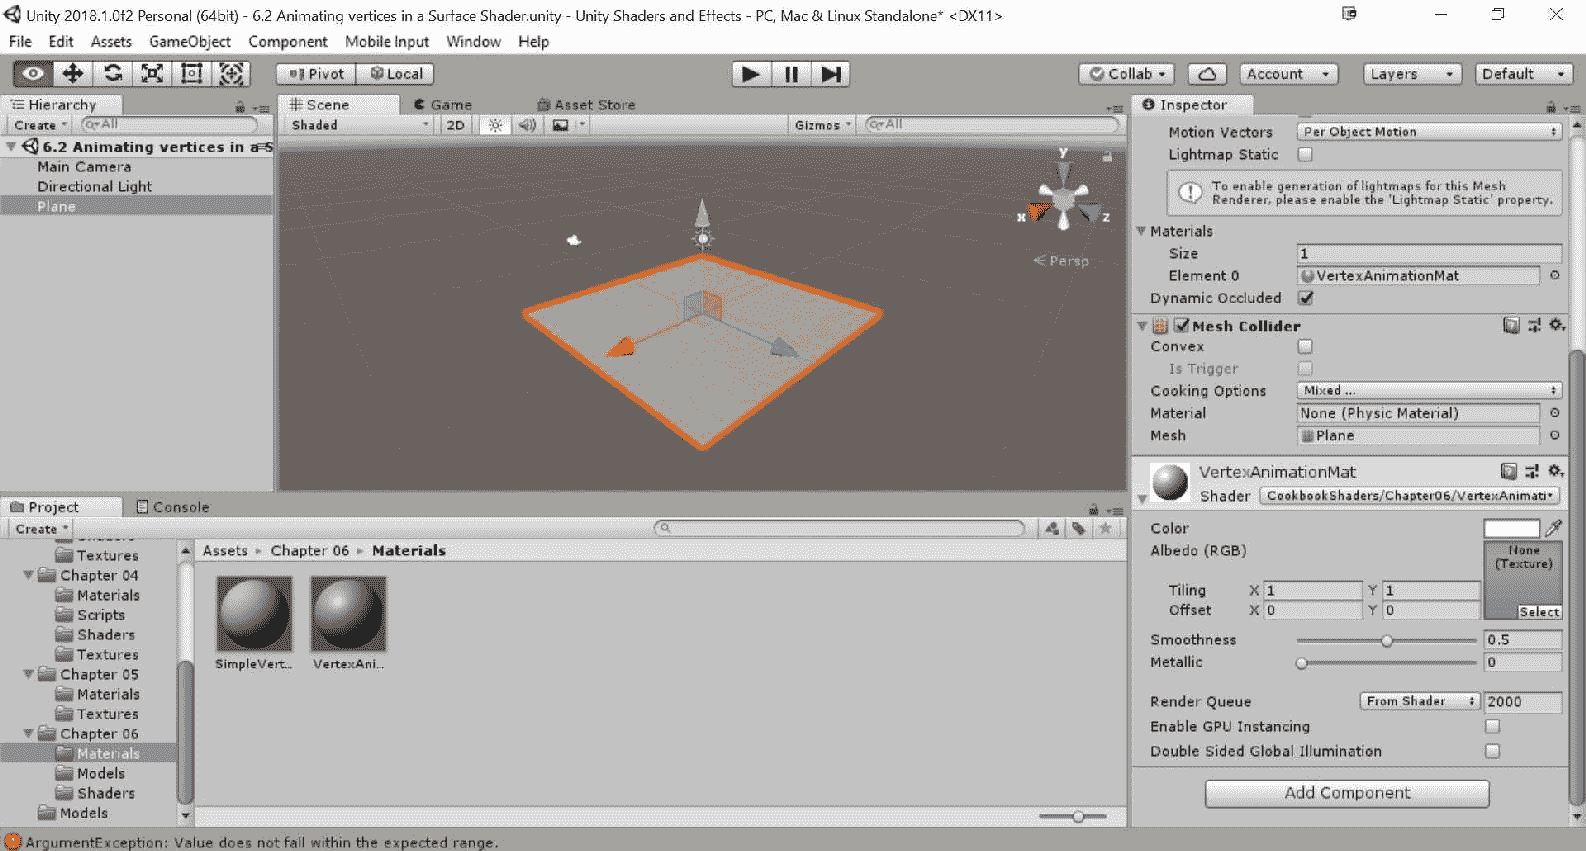 Unity 2018.1.0f2 Personal (64bit) - 6.2 Animating vertices in a Surface Shader.unity - Unity Shaders and Effects - PC, Mac & Linux Standalone* <DX11>
File Edit Assets GameObject Component Mobile Input Window Help
Pivot Local Collab Account Layers Default
Hierarchy
Create All
6.2 Animating vertices in a S
Main Camera
Directional Light
Plane
Scene Game Asset Store
Shaded 2D Gizmos All
Y
X
Z
Persp
Inspector
Motion Vectors Per Object Motion
Lightmap Static
To enable generation of lightmaps for this Mesh
Renderer, please enable the 'Lightmap Static' property.
Materials
Size 1
Element 0 VertexAnimationMat
Dynamic Occluded
Mesh Collider
Convex
Is Trigger
Cooking Options Mixed ...
Material None (Physic Material)
Mesh Plane
VertexAnimationMat
Shader CookbookShaders/Chapter06/VertexAnimati
Color
Albedo (RGB) None
(Texture)
Tiling X 1 Y 1
Offset X 0 Y 0
Select
Smoothness 0.5
Metallic 0
Render Queue From Shader 2000
Enable GPU Instancing
Double Sided Global Illumination
Add Component
Project Console
Create
Shaders
Textures
Chapter 04
Materials
Scripts
Shaders
Textures
Chapter 05
Materials
Textures
Chapter 06
Materials
Models
Shaders
Models
Assets Chapter 06 Materials
SimpleVert... VertexAni...
ArgumentException: Value does not fall within the expected range.